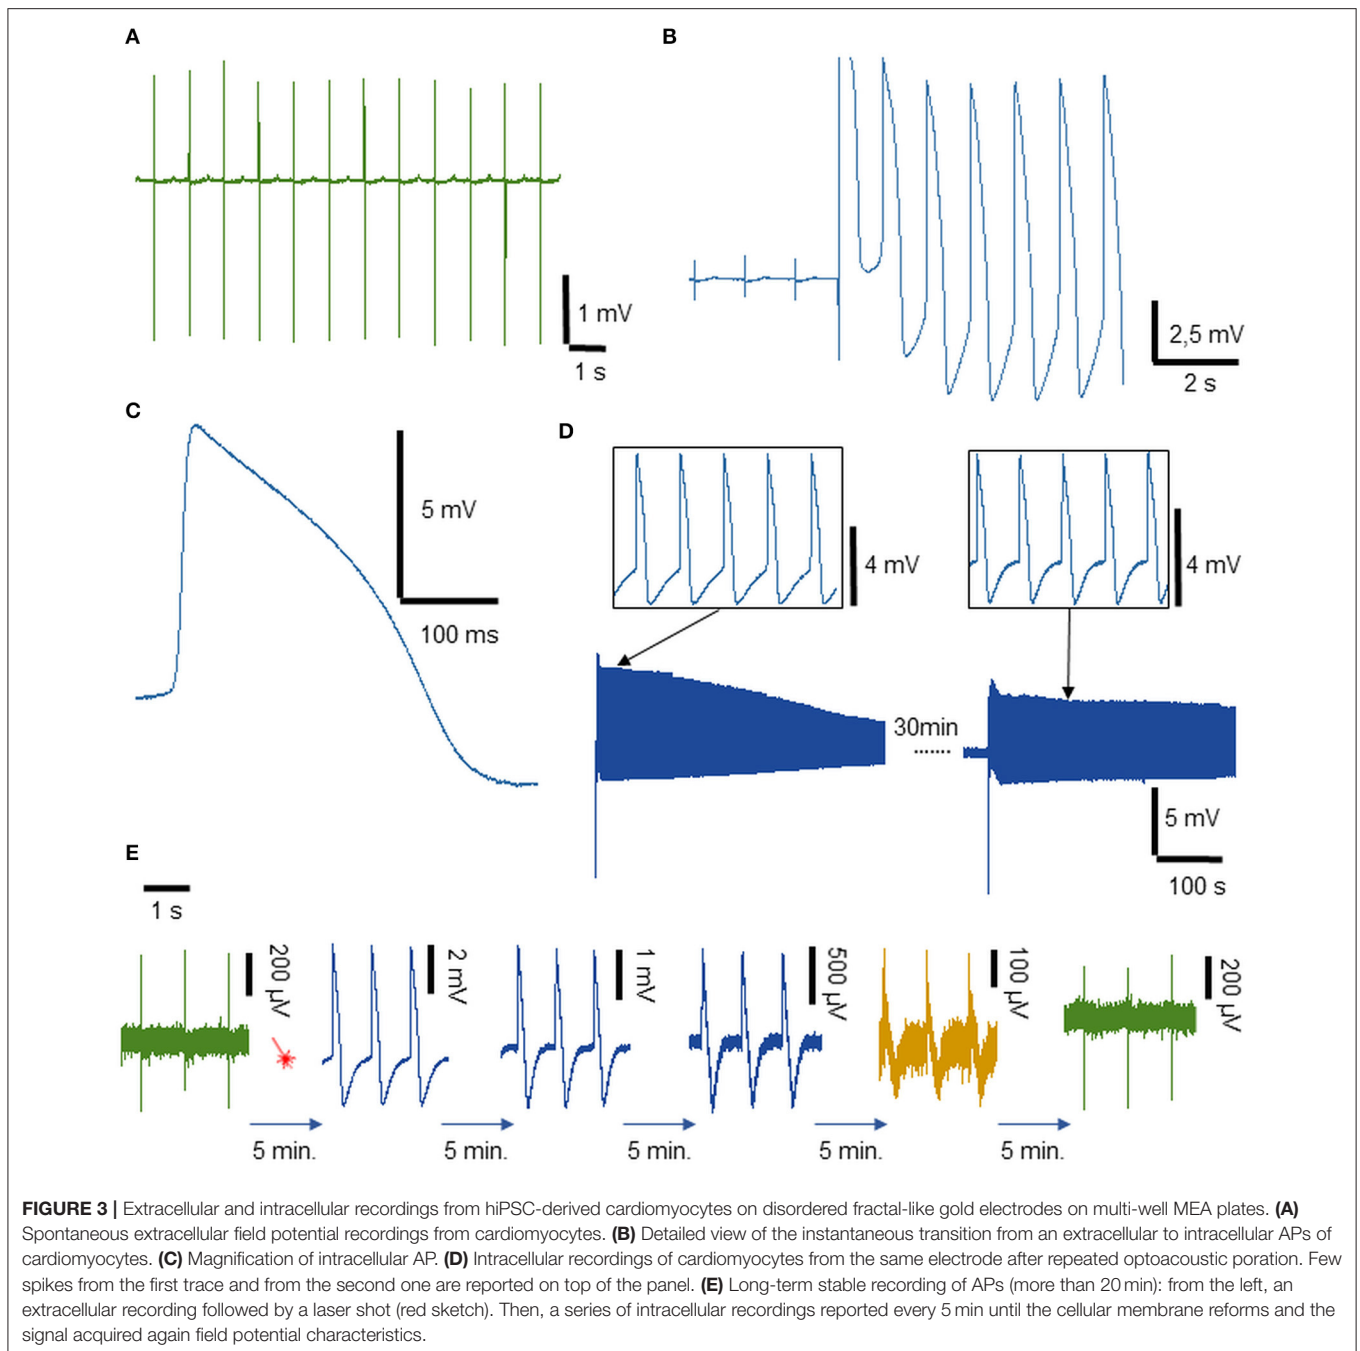 A
B
1 mV
1 s
2,5 mV
2 s
C
5 mV
100 ms
D
4 mV
4 mV
30min
.......
5 mV
100 s
E
1 s
200 µV
2 mV
1 mV
500 µV
100 µV
200 µV
5 min.
5 min.
5 min.
5 min.
5 min.
FIGURE 3 | Extracellular and intracellular recordings from hiPSC-derived cardiomyocytes on disordered fractal-like gold electrodes on multi-well MEA plates. (A)
Spontaneous extracellular field potential recordings from cardiomyocytes. (B) Detailed view of the instantaneous transition from an extracellular to intracellular APs of
cardiomyocytes. (C) Magnification of intracellular AP. (D) Intracellular recordings of cardiomyocytes from the same electrode after repeated optoacoustic poration. Few
spikes from the first trace and from the second one are reported on top of the panel. (E) Long-term stable recording of APs (more than 20 min): from the left, an
extracellular recording followed by a laser shot (red sketch). Then, a series of intracellular recordings reported every 5 min until the cellular membrane reforms and the
signal acquired again field potential characteristics.